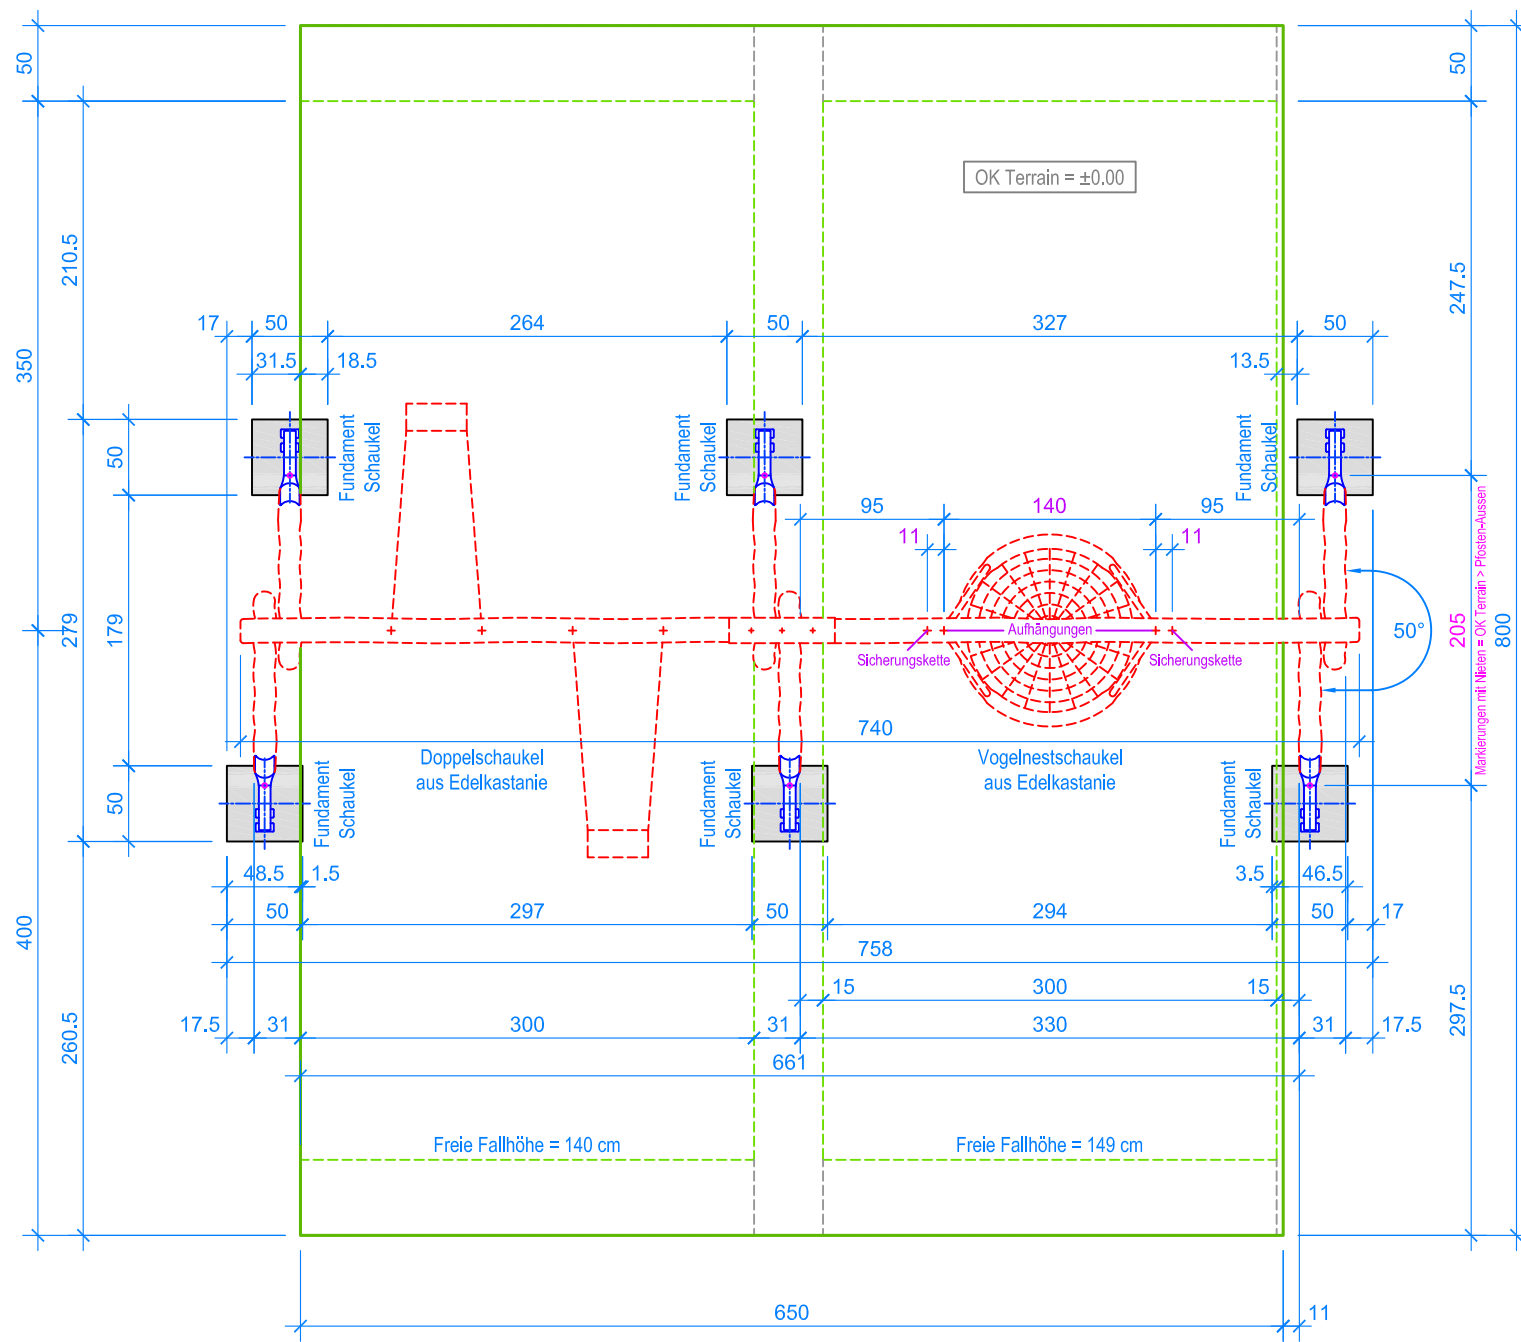 50
50
OK Terrain = ±0.00
210.5
247.5
17
50
264
50
327
50
31.5
18.5
13.5
350
Fundament
Schaukel
Fundament
Schaukel
Fundament
Schaukel
50
95
140
95
11
11
279
179
Aufhängungen
Sicherungskette
Sicherungskette
50°
205
Markierungen mit Nieten = OK Terrain > Pfosten-Aussen
800
740
Doppelschaukel
aus Edelkastanie
Vogelnestschaukel
aus Edelkastanie
50
Fundament
Schaukel
Fundament
Schaukel
Fundament
Schaukel
48.5
1.5
3.5
46.5
400
50
297
50
294
50
17
758
15
300
15
297.5
260.5
17.5
31
300
31
330
31
17.5
661
Freie Fallhöhe = 140 cm
Freie Fallhöhe = 149 cm
650
11